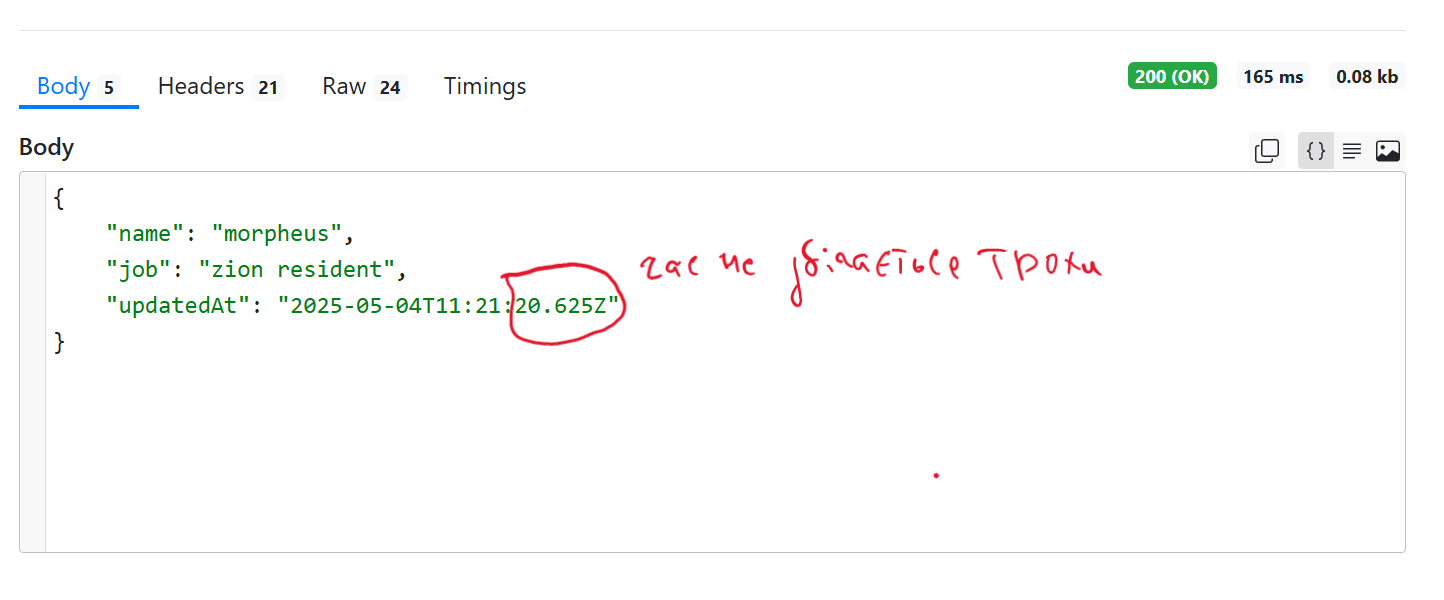 Body 5 Headers 21 Raw 24 Timings 200 (OK) 165 ms 0.08 kb
Body
{ }
{
"name": "morpheus",
"job": "zion resident",
"updatedAt": "2025-05-04T11:21:20.625Z"
}
час не трохи